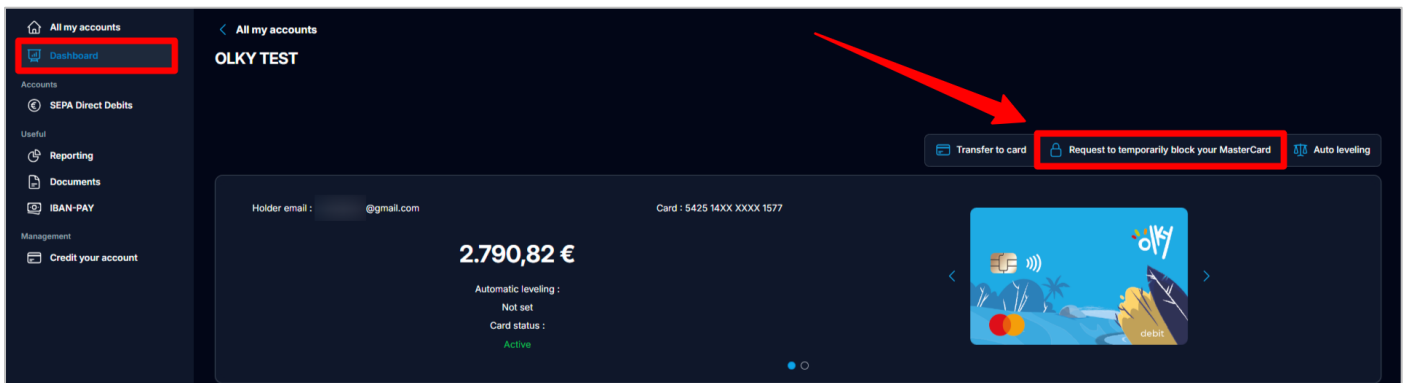 All my accounts
Dashboard
Accounts
SEPA Direct Debits
Useful
Reporting
Documents
IBAN-PAY
Management
Credit your account
All my accounts
OLKY TEST
Transfer to card
Request to temporarily block your MasterCard
Auto leveling
Holder email : @gmail.com
Card : 5425 14XX XXXX 1577
2.790,82 €
Automatic leveling :
Not set
Card status :
Active
olky
debit